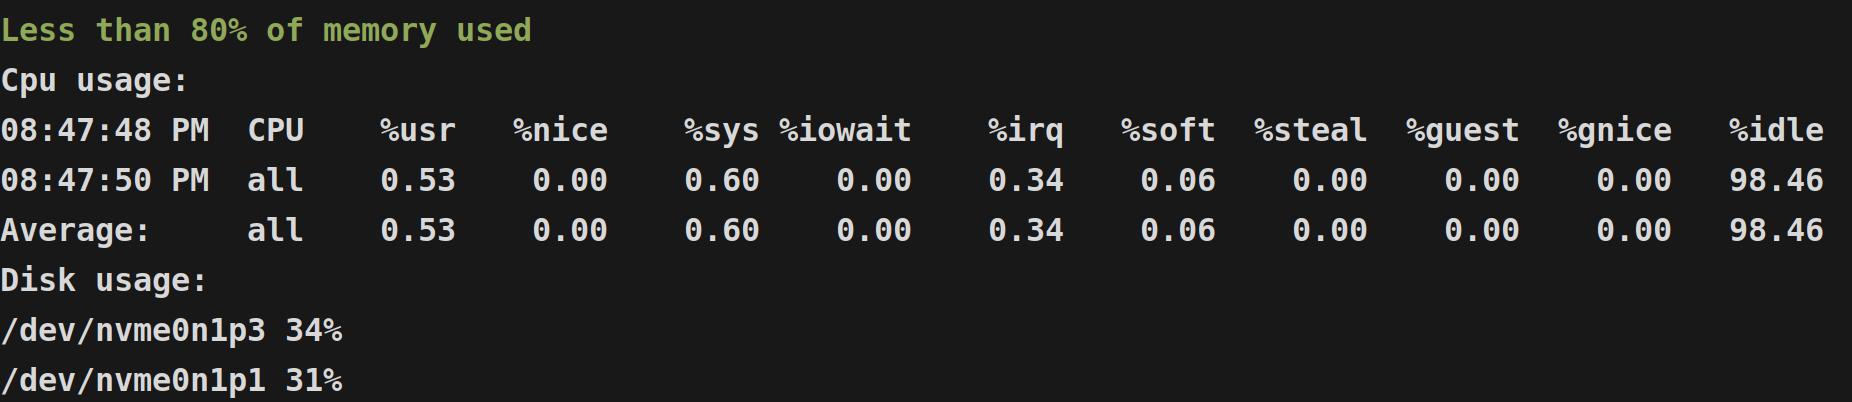 Less than 80% of memory used
Cpu usage:
08:47:48 PM  CPU    %usr   %nice    %sys %iowait    %irq   %soft  %steal  %guest  %gnice   %idle
08:47:50 PM  all    0.53    0.00    0.60    0.00    0.34    0.06    0.00    0.00    0.00   98.46
Average:     all    0.53    0.00    0.60    0.00    0.34    0.06    0.00    0.00    0.00   98.46
Disk usage:
/dev/nvme0n1p3 34%
/dev/nvme0n1p1 31%